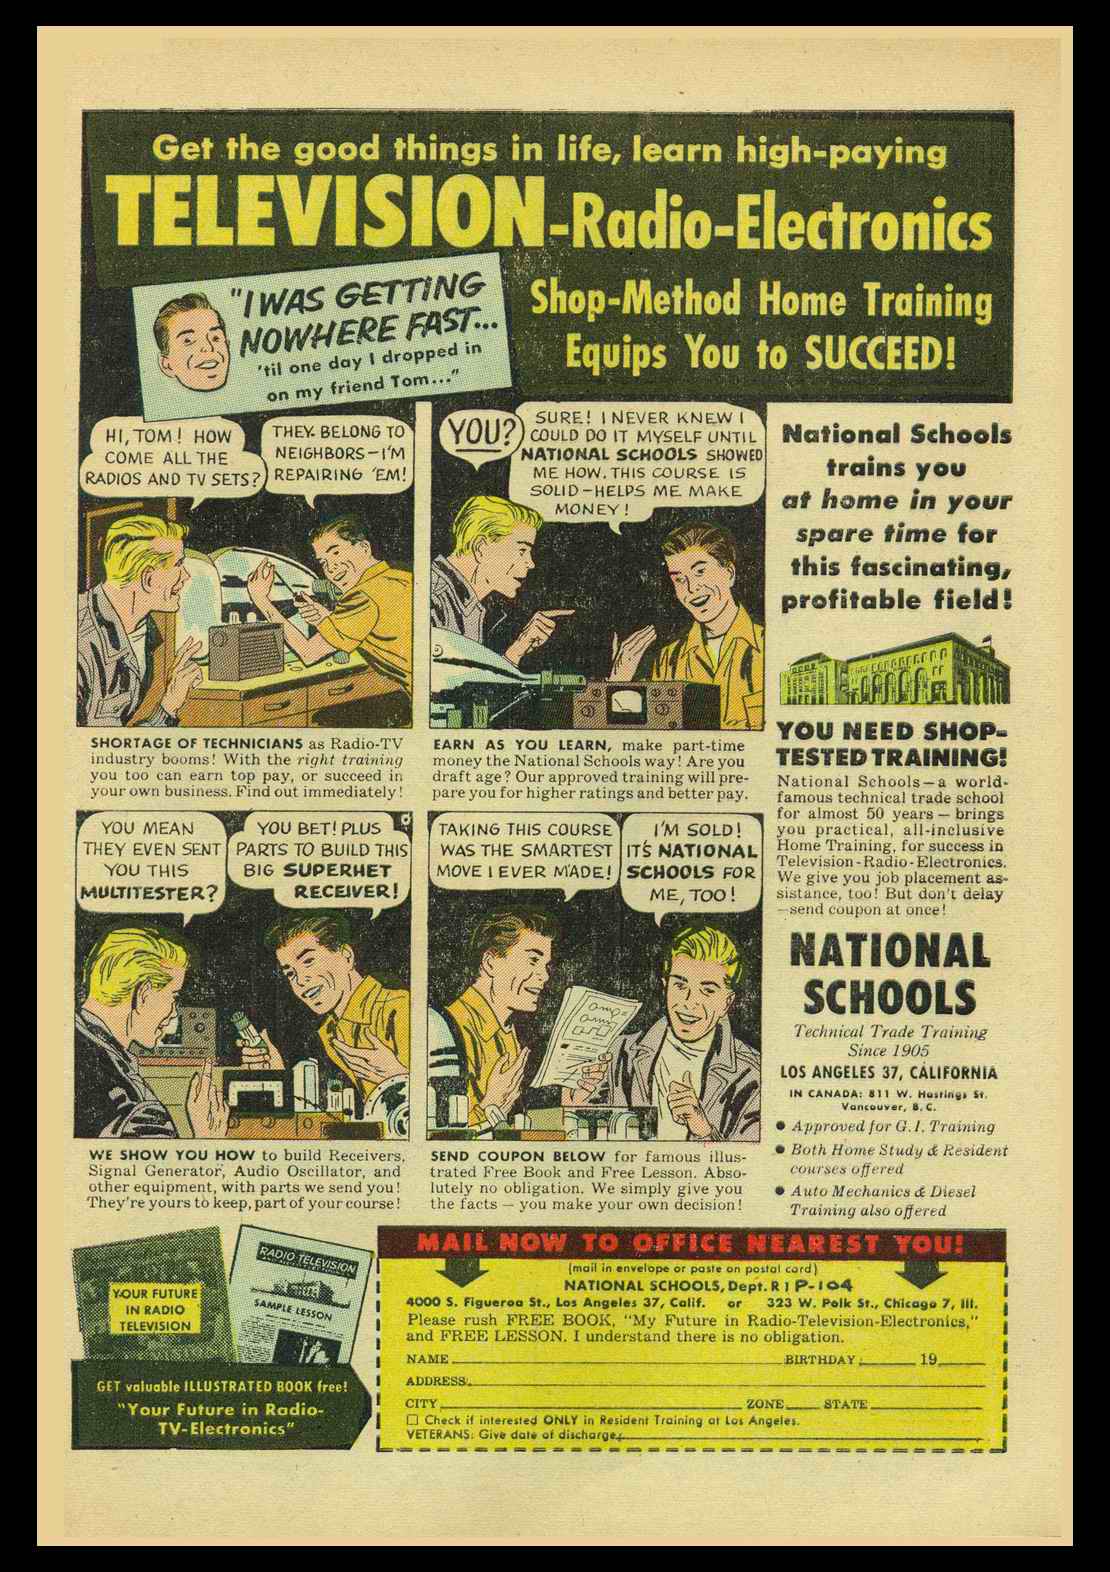 Get the good things in life, learn high-paying
TELEVISION-Radio-Electronics
Shop-Method Home Training
Equips You to SUCCEED!
"I WAS GETTING
NOWHERE FAST...
'til one day I dropped in
on my friend Tom..."
HI, TOM! HOW
COME ALL THE
RADIOS AND TV SETS?
THEY BELONG TO
NEIGHBORS-I'M
REPAIRING 'EM!
YOU?
SURE! I NEVER KNEW I
COULD DO IT MYSELF UNTIL
NATIONAL SCHOOLS SHOWED
ME HOW. THIS COURSE IS
SOLID-HELPS ME MAKE
MONEY!
SHORTAGE OF TECHNICIANS as Radio-TV
industry booms! With the right training
you too can earn top pay, or succeed in
your own business. Find out immediately!
EARN AS YOU LEARN, make part-time
money the National Schools way! Are you
draft age? Our approved training will pre-
pare you for higher ratings and better pay.
YOU MEAN
THEY EVEN SENT
YOU THIS
MULTITESTER?
YOU BET! PLUS
PARTS TO BUILD THIS
BIG SUPERHET
RECEIVER!
TAKING THIS COURSE
WAS THE SMARTEST
MOVE I EVER MADE!
I'M SOLD!
IT'S NATIONAL
SCHOOLS FOR
ME, TOO!
WE SHOW YOU HOW to build Receivers,
Signal Generator, Audio Oscillator, and
other equipment, with parts we send you!
They're yours to keep, part of your course!
SEND COUPON BELOW for famous illus-
trated Free Book and Free Lesson. Abso-
lutely no obligation. We simply give you
the facts — you make your own decision!
National Schools
trains you
at home in your
spare time for
this fascinating,
profitable field!
YOU NEED SHOP-
TESTED TRAINING!
National Schools—a world-
famous technical trade school
for almost 50 years — brings
you practical, all-inclusive
Home Training, for success in
Television-Radio-Electronics.
We give you job placement as-
sistance, too! But don't delay
—send coupon at once!
NATIONAL
SCHOOLS
Technical Trade Training
Since 1905
LOS ANGELES 37, CALIFORNIA
IN CANADA: 811 W. Hastings St.
Vancouver, B. C.
● Approved for G.I. Training
● Both Home Study & Resident
courses offered
● Auto Mechanics & Diesel
Training also offered
YOUR FUTURE
IN RADIO
TELEVISION
RADIO TELEVISION
SAMPLE LESSON
GET valuable ILLUSTRATED BOOK free!
"Your Future in Radio-
TV-Electronics"
MAIL NOW TO OFFICE NEAREST YOU!
(mail in envelope or paste on postal card)
NATIONAL SCHOOLS, Dept. R 1 P-104
4000 S. Figueroa St., Los Angeles 37, Calif. or 323 W. Polk St., Chicago 7, Ill.
Please rush FREE BOOK, "My Future in Radio-Television-Electronics,"
and FREE LESSON. I understand there is no obligation.
NAME BIRTHDAY 19
ADDRESS
CITY ZONE STATE
☐ Check if interested ONLY in Resident Training at Los Angeles.
VETERANS: Give date of discharge